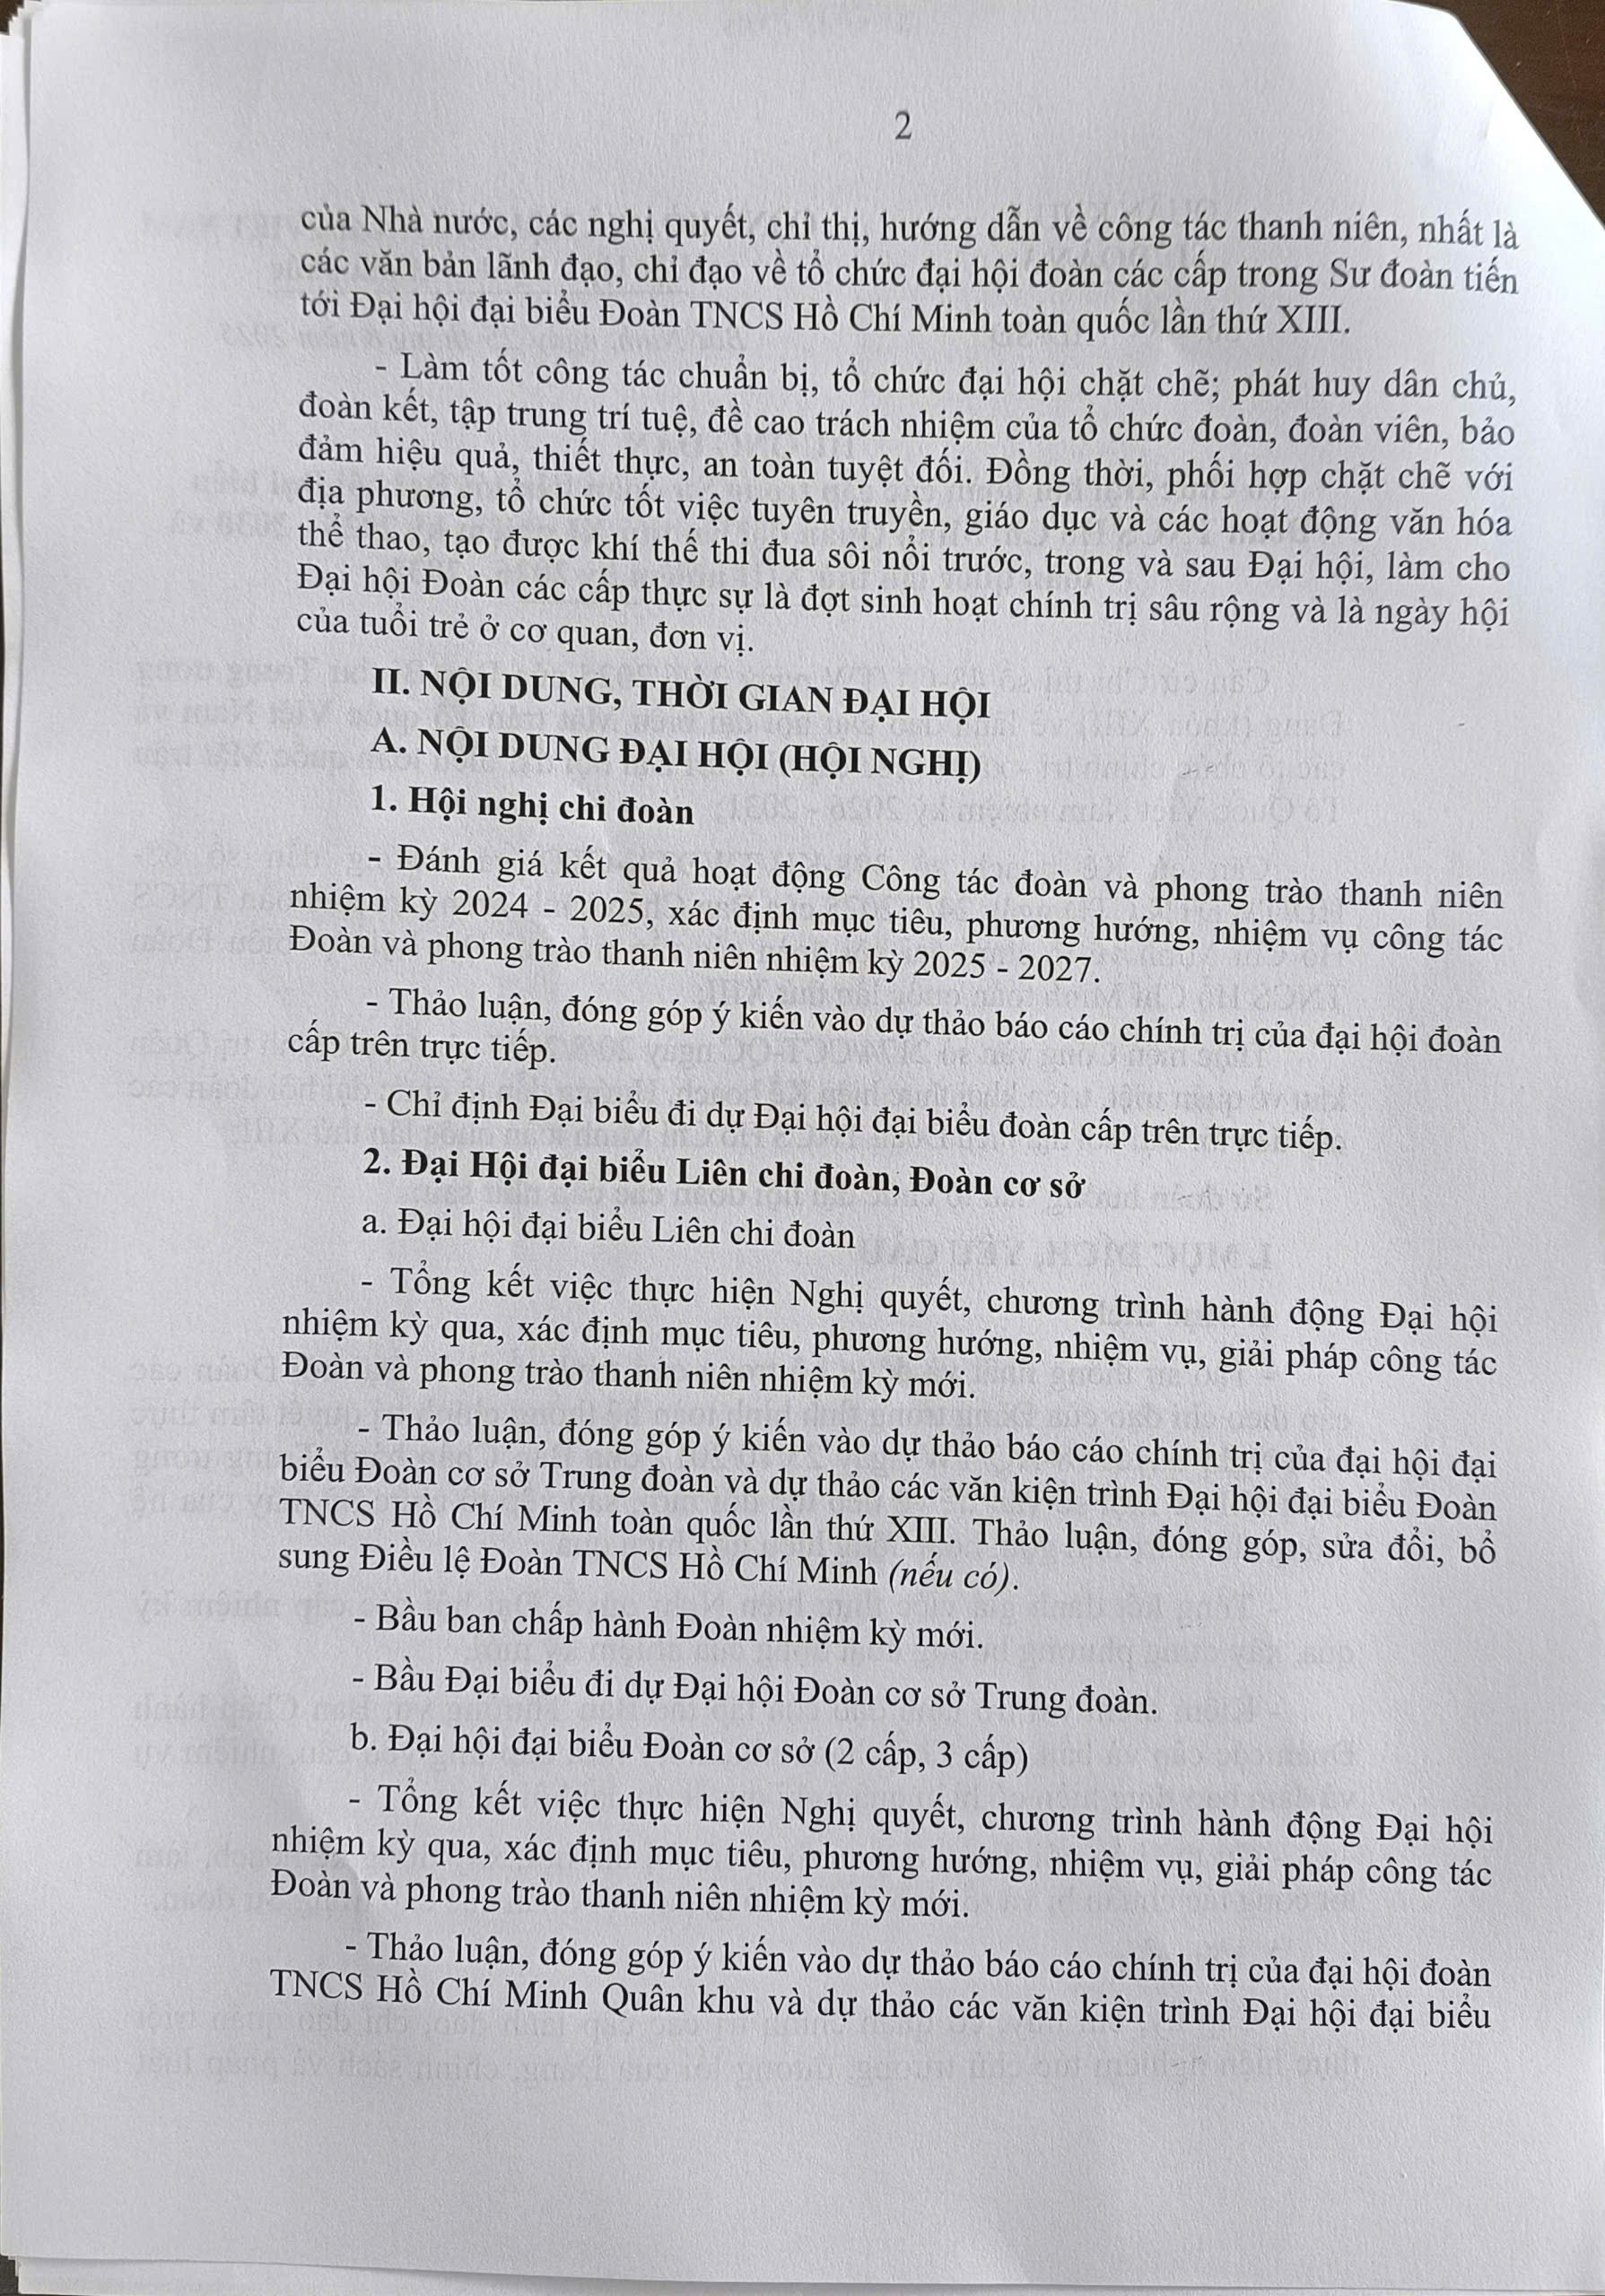 2
của Nhà nước, các nghị quyết, chỉ thị, hướng dẫn về công tác thanh niên, nhất là
các văn bản lãnh đạo, chỉ đạo về tổ chức đại hội đoàn các cấp trong Sư đoàn tiến
tới Đại hội đại biểu Đoàn TNCS Hồ Chí Minh toàn quốc lần thứ XIII.
- Làm tốt công tác chuẩn bị, tổ chức đại hội chặt chẽ; phát huy dân chủ,
đoàn kết, tập trung trí tuệ, đề cao trách nhiệm của tổ chức đoàn, đoàn viên, bảo
đảm hiệu quả, thiết thực, an toàn tuyệt đối. Đồng thời, phối hợp chặt chẽ với
địa phương, tổ chức tốt việc tuyên truyền, giáo dục và các hoạt động văn hóa
thể thao, tạo được khí thế thi đua sôi nổi trước, trong và sau Đại hội, làm cho
Đại hội Đoàn các cấp thực sự là đợt sinh hoạt chính trị sâu rộng và là ngày hội
của tuổi trẻ ở cơ quan, đơn vị.
II. NỘI DUNG, THỜI GIAN ĐẠI HỘI
A. NỘI DUNG ĐẠI HỘI (HỘI NGHỊ)
1. Hội nghị chi đoàn
- Đánh giá kết quả hoạt động Công tác đoàn và phong trào thanh niên
nhiệm kỳ 2024 - 2025, xác định mục tiêu, phương hướng, nhiệm vụ công tác
Đoàn và phong trào thanh niên nhiệm kỳ 2025 - 2027.
- Thảo luận, đóng góp ý kiến vào dự thảo báo cáo chính trị của đại hội đoàn
cấp trên trực tiếp.
- Chỉ định Đại biểu đi dự Đại hội đại biểu đoàn cấp trên trực tiếp.
2. Đại Hội đại biểu Liên chi đoàn, Đoàn cơ sở
a. Đại hội đại biểu Liên chi đoàn
- Tổng kết việc thực hiện Nghị quyết, chương trình hành động Đại hội
nhiệm kỳ qua, xác định mục tiêu, phương hướng, nhiệm vụ, giải pháp công tác
Đoàn và phong trào thanh niên nhiệm kỳ mới.
- Thảo luận, đóng góp ý kiến vào dự thảo báo cáo chính trị của đại hội đại
biểu Đoàn cơ sở Trung đoàn và dự thảo các văn kiện trình Đại hội đại biểu Đoàn
TNCS Hồ Chí Minh toàn quốc lần thứ XIII. Thảo luận, đóng góp, sửa đổi, bổ
sung Điều lệ Đoàn TNCS Hồ Chí Minh (nếu có).
- Bầu ban chấp hành Đoàn nhiệm kỳ mới.
- Bầu Đại biểu đi dự Đại hội Đoàn cơ sở Trung đoàn.
b. Đại hội đại biểu Đoàn cơ sở (2 cấp, 3 cấp)
- Tổng kết việc thực hiện Nghị quyết, chương trình hành động Đại hội
nhiệm kỳ qua, xác định mục tiêu, phương hướng, nhiệm vụ, giải pháp công tác
Đoàn và phong trào thanh niên nhiệm kỳ mới.
- Thảo luận, đóng góp ý kiến vào dự thảo báo cáo chính trị của đại hội đoàn
TNCS Hồ Chí Minh Quân khu và dự thảo các văn kiện trình Đại hội đại biểu